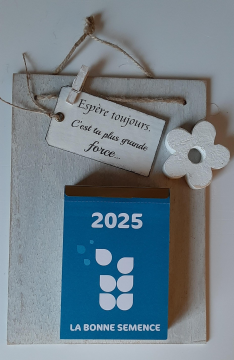 Espère toujours,
C'est ta plus grande
force...
2025
LA BONNE SEMENCE